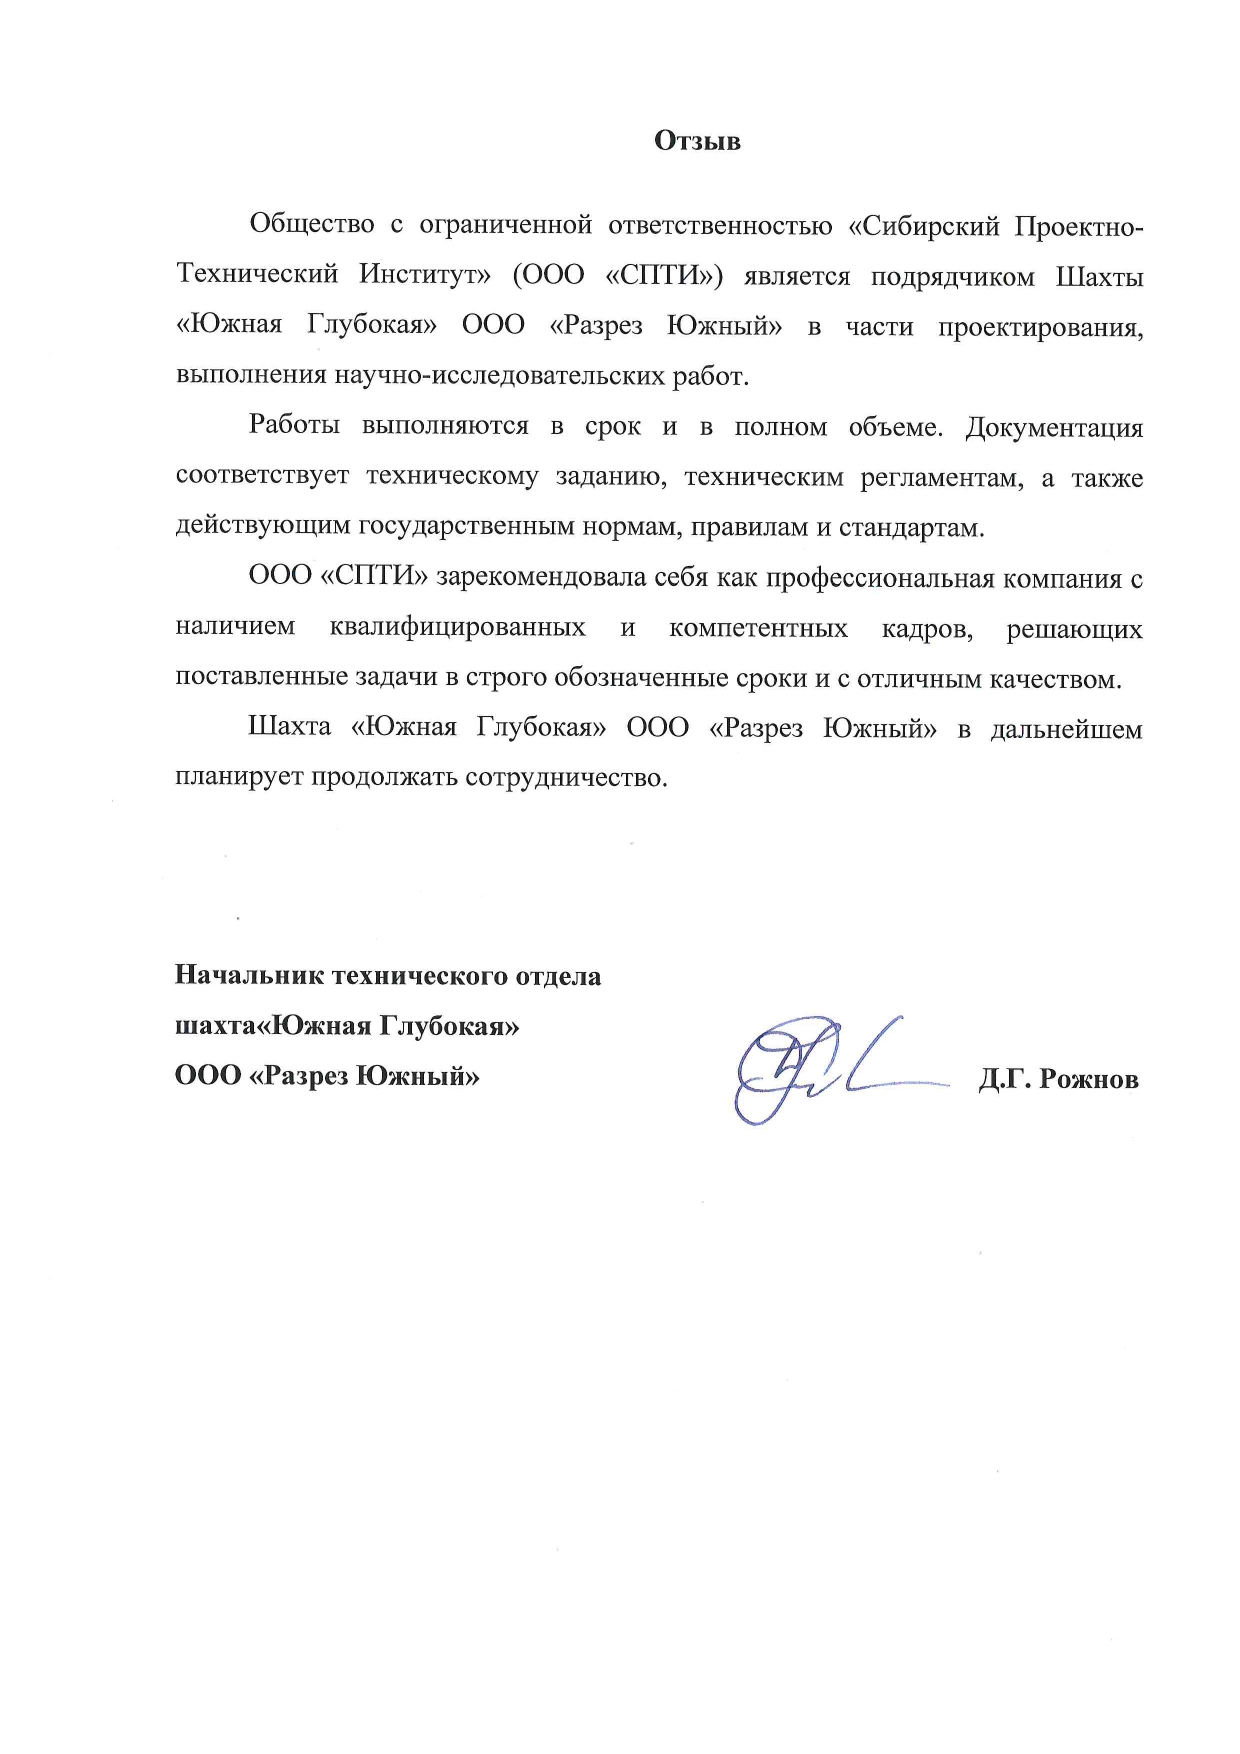 Отзыв
Общество с ограниченной ответственностью «Сибирский Проектно-
Технический Институт» (ООО «СПТИ») является подрядчиком Шахты
«Южная Глубокая» ООО «Разрез Южный» в части проектирования,
выполнения научно-исследовательских работ.
Работы выполняются в срок и в полном объеме. Документация
соответствует техническому заданию, техническим регламентам, а также
действующим государственным нормам, правилам и стандартам.
ООО «СПТИ» зарекомендовала себя как профессиональная компания с
наличием квалифицированных и компетентных кадров, решающих
поставленные задачи в строго обозначенные сроки и с отличным качеством.
Шахта «Южная Глубокая» ООО «Разрез Южный» в дальнейшем
планирует продолжать сотрудничество.
Начальник технического отдела
шахта«Южная Глубокая»
ООО «Разрез Южный» Д.Г. Рожнов